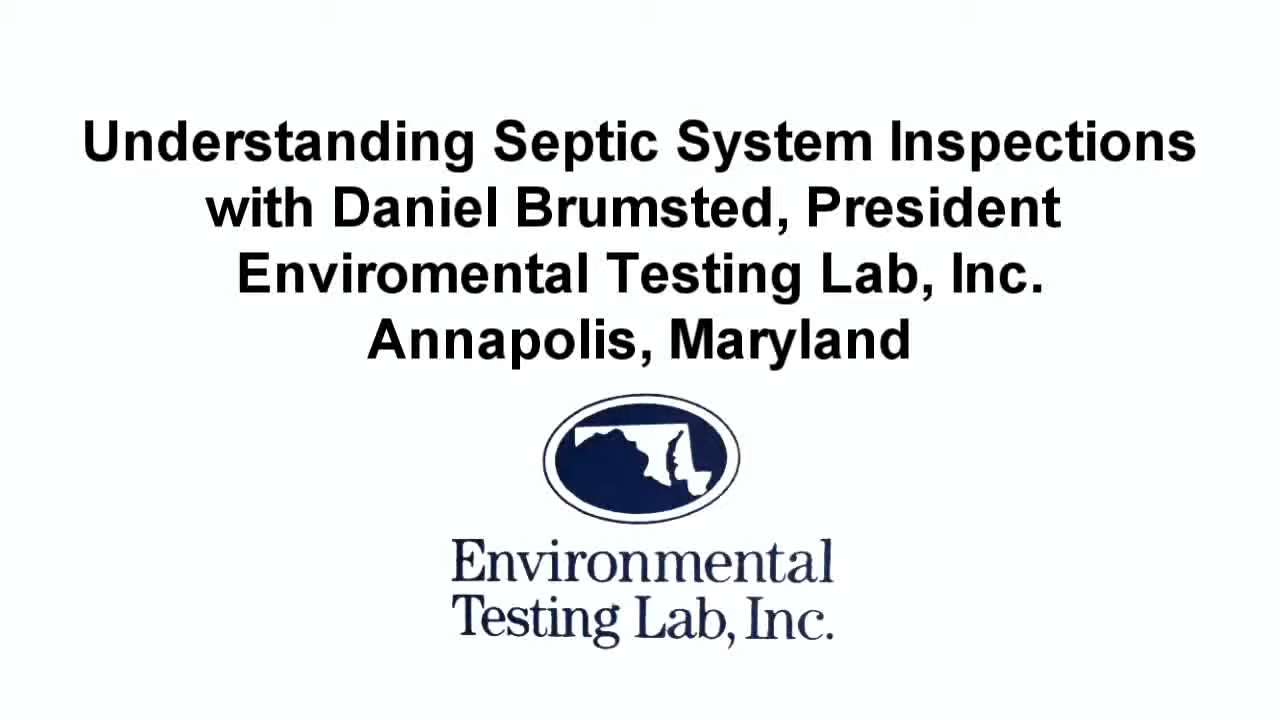 Understanding Septic System Inspections
with Daniel Brumsted, President
Enviromental Testing Lab, Inc.
Annapolis, Maryland
Environmental
Testing Lab, Inc.